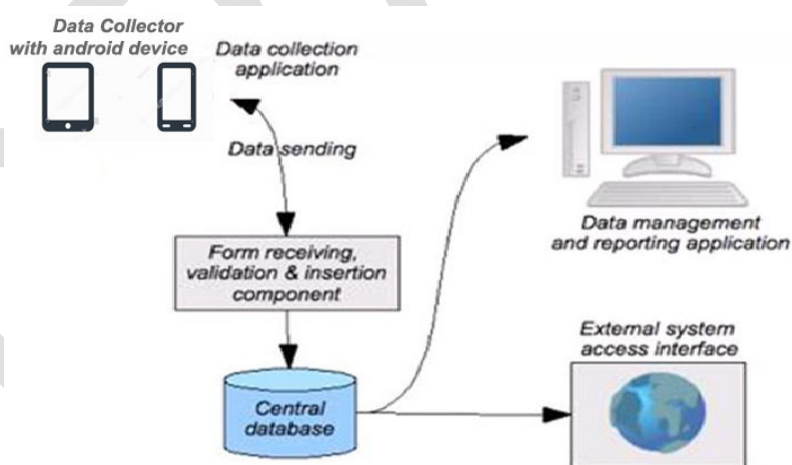 Data Collector
with android device
Data collection
application
Data sending
Form receiving,
validation & insertion
component
Central
database
Data management
and reporting application
External system
access interface